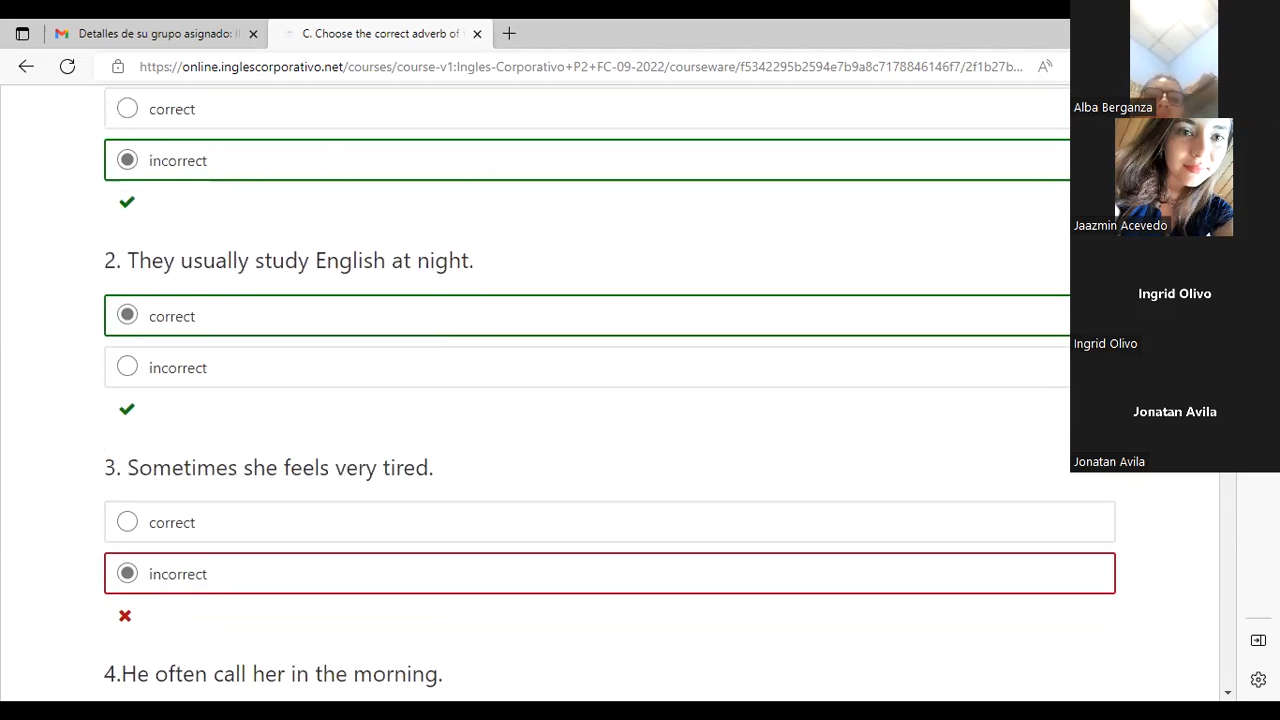 Detalles de su grupo asignado: I
C. Choose the correct adverb of
https://online.inglescorporativo.net/courses/course-v1:Ingles-Corporativo+P2+FC-09-2022/courseware/f5342295b2594e7b9a8c7178846146f7/2f1b27b...
correct
incorrect
2. They usually study English at night.
correct
incorrect
3. Sometimes she feels very tired.
correct
incorrect
4.He often call her in the morning.
Alba Berganza
Jaazmin Acevedo
Ingrid Olivo
Ingrid Olivo
Jonatan Avila
Jonatan Avila